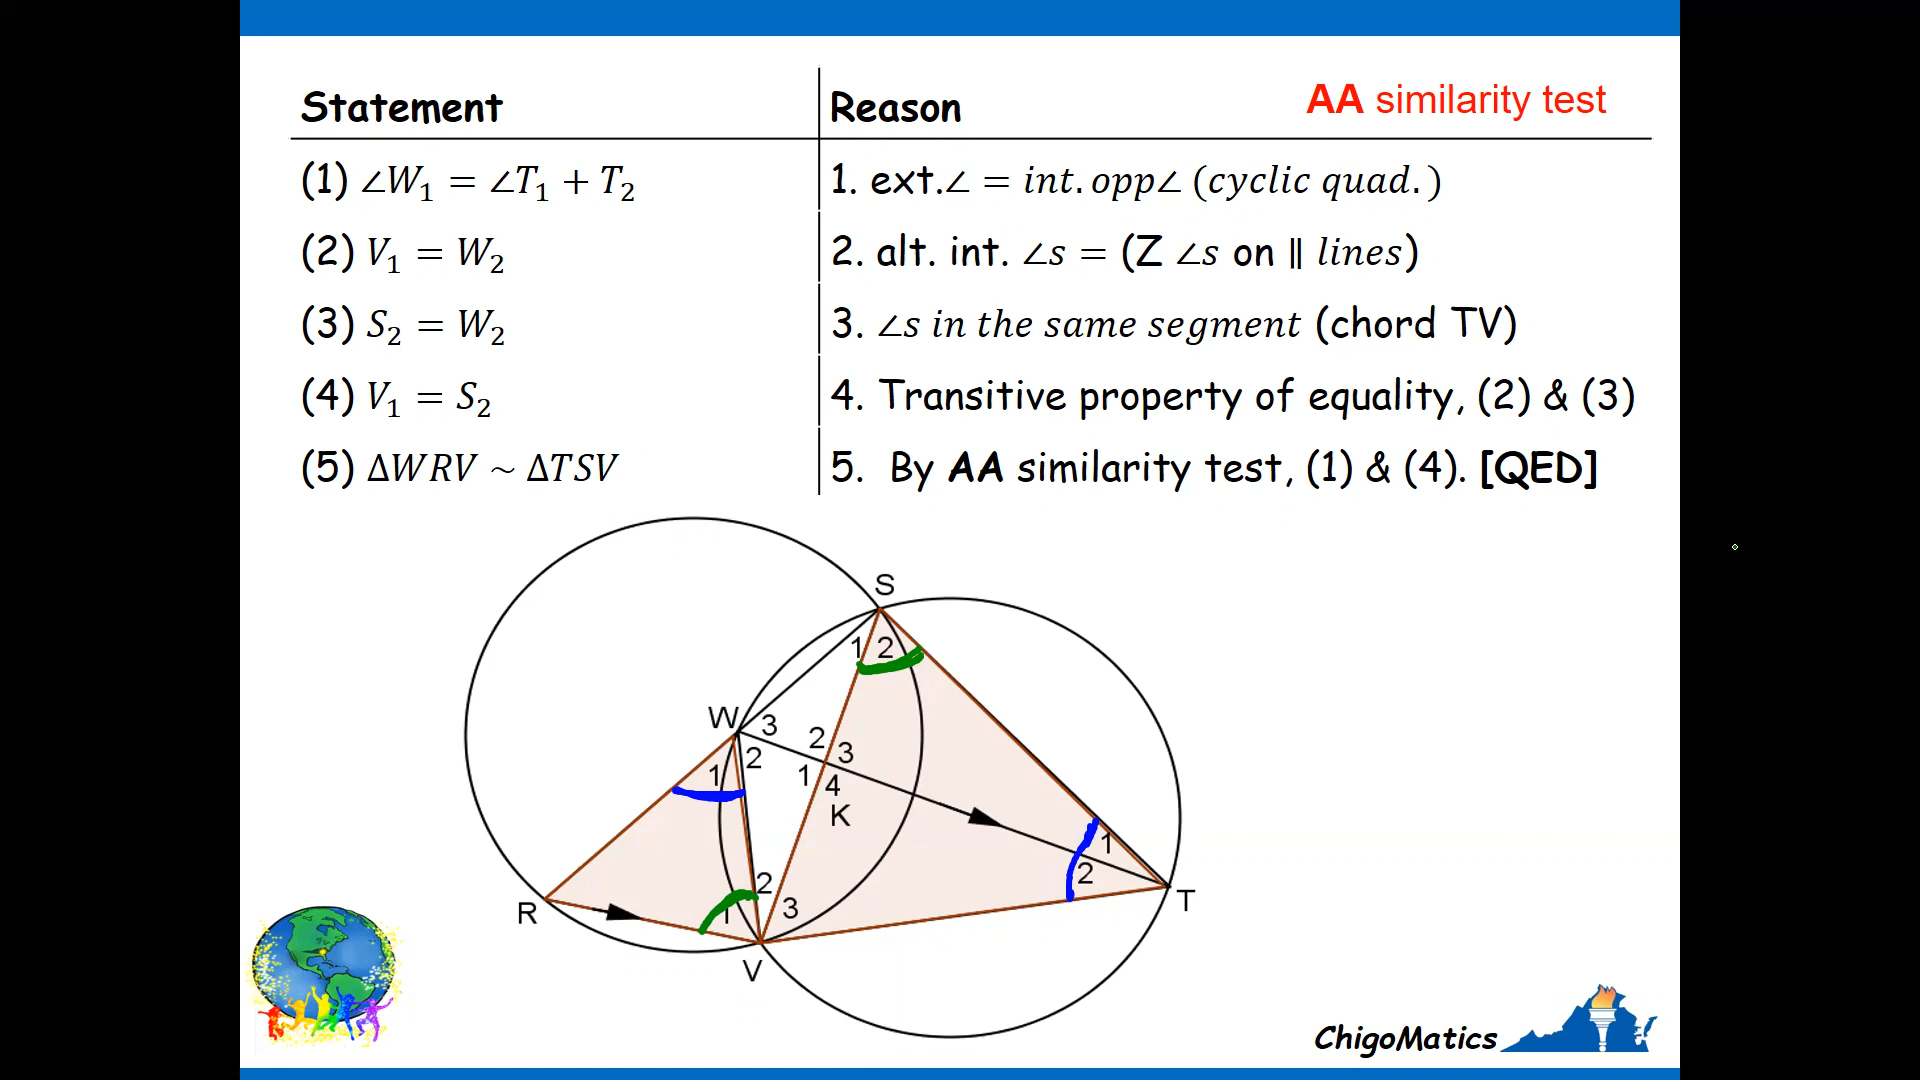 Statement
Reason
AA similarity test
(1) ∠W₁ = ∠T₁ + T₂
1. ext.∠ = int. opp∠ (cyclic quad.)
(2) V₁ = W₂
2. alt. int. ∠s = (Z ∠s on ∥ lines)
(3) S₂ = W₂
3. ∠s in the same segment (chord TV)
(4) V₁ = S₂
4. Transitive property of equality, (2) & (3)
(5) ΔWRV ~ ΔTSV
5. By AA similarity test, (1) & (4). [QED]
S
1 2
W 3
2 3
1 2
1 4
K
1
2
2
R 1 3
T
V
ChigoMatics